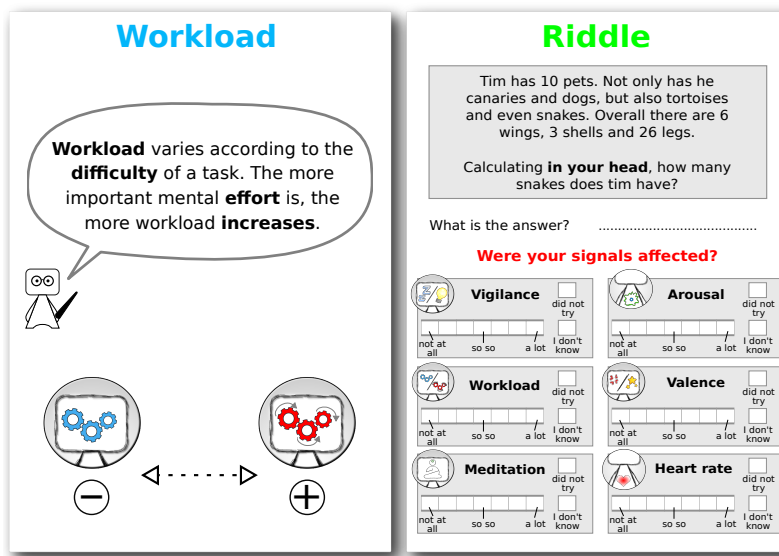 Workload
Workload varies according to the
difficulty of a task. The more
important mental effort is, the
more workload increases.
Riddle
Tim has 10 pets. Not only has he
canaries and dogs, but also tortoises
and even snakes. Overall there are 6
wings, 3 shells and 26 legs.
Calculating in your head, how many
snakes does tim have?
What is the answer? ........................................
Were your signals affected?
Vigilance
did not
try
not at
all
so so
a lot
I don't
know
Arousal
did not
try
not at
all
so so
a lot
I don't
know
Workload
did not
try
not at
all
so so
a lot
I don't
know
Valence
did not
try
not at
all
so so
a lot
I don't
know
Meditation
did not
try
not at
all
so so
a lot
I don't
know
Heart rate
did not
try
not at
all
so so
a lot
I don't
know